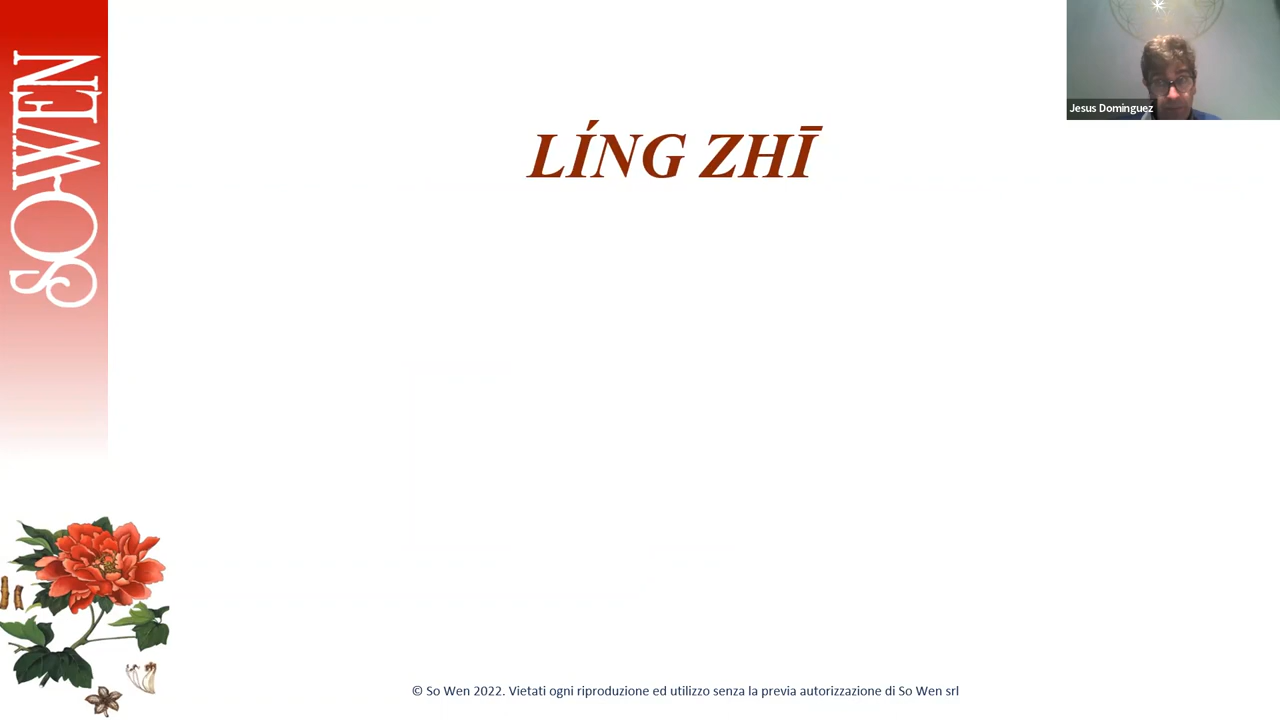 SO-WEN
Jesus Dominguez
LÍNG ZHĪ
© So Wen 2022. Vietati ogni riproduzione ed utilizzo senza la previa autorizzazione di So Wen srl